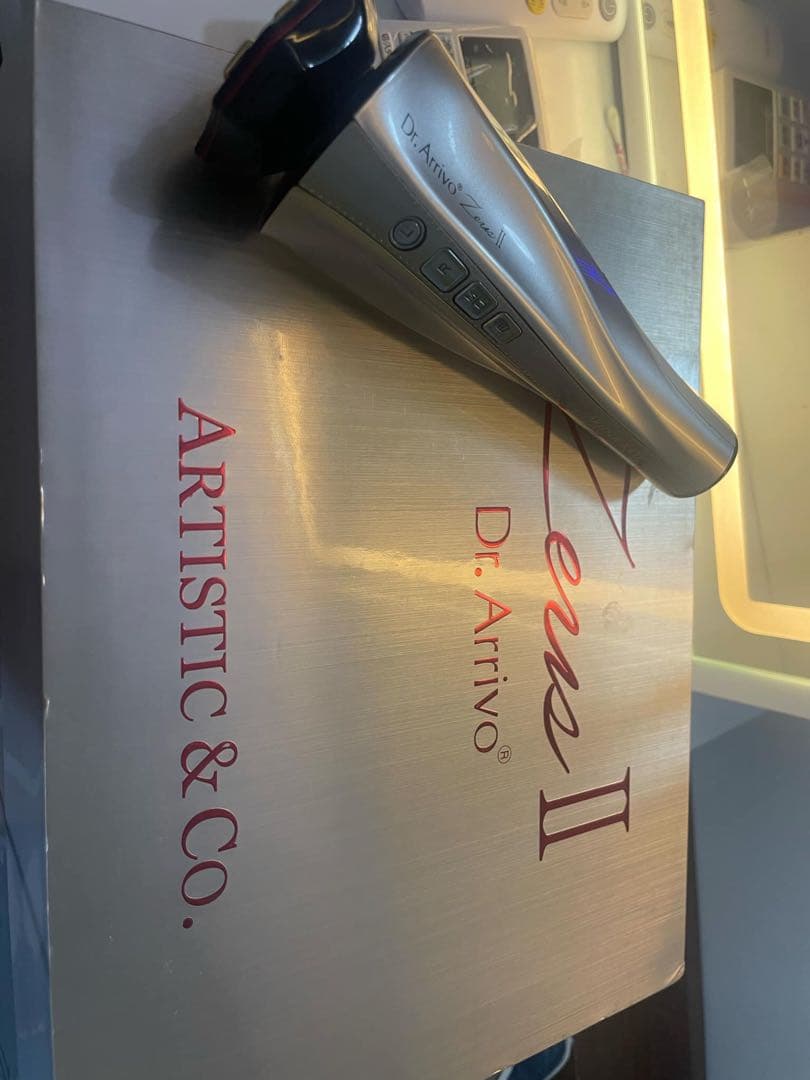 Dr. Arrivo® Zeus II
R
Zeus II
Dr. Arrivo®
ARTISTIC & CO.